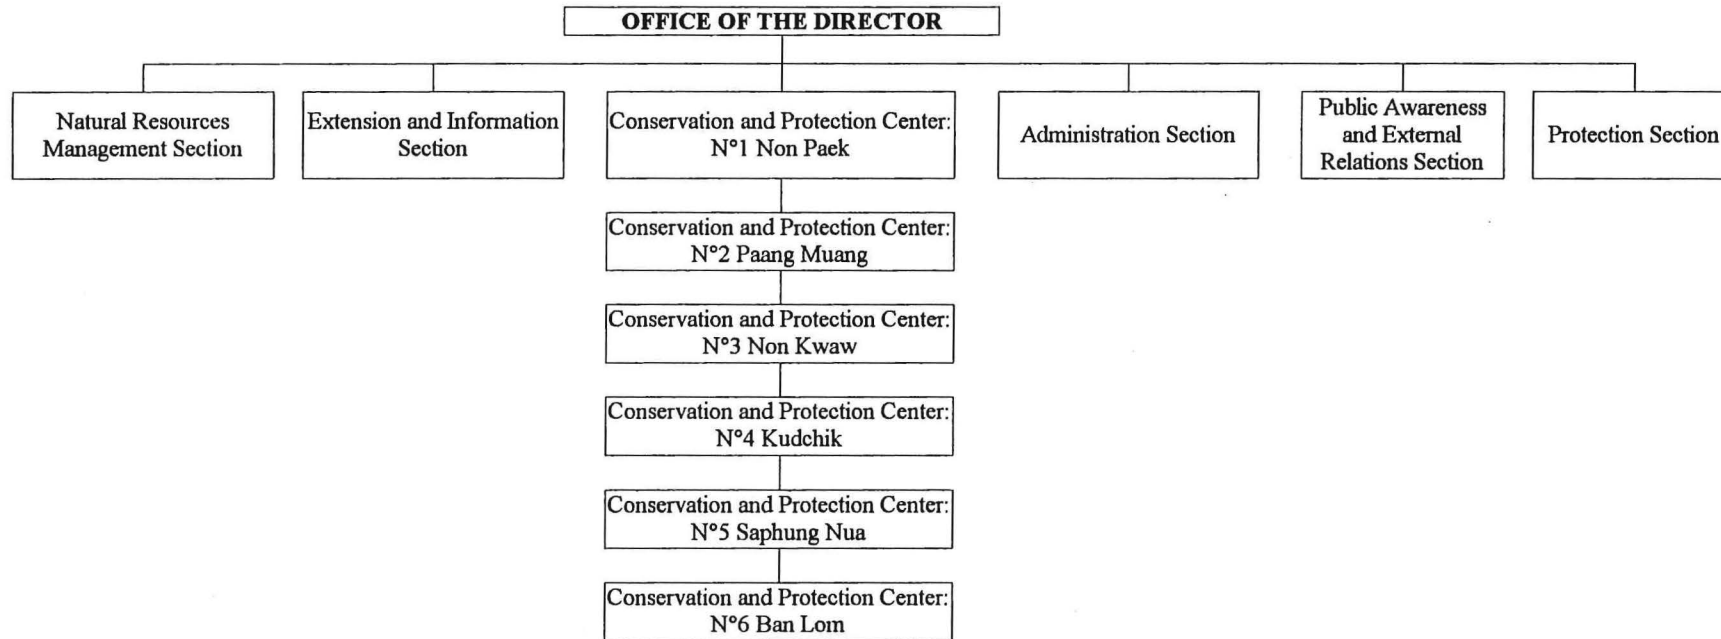 OFFICE OF THE DIRECTOR
Natural Resources
Management Section
Extension and Information
Section
Conservation and Protection Center:
N°1 Non Paek
Administration Section
Public Awareness
and External
Relations Section
Protection Section
Conservation and Protection Center:
N°2 Paang Muang
Conservation and Protection Center:
N°3 Non Kwaw
Conservation and Protection Center:
N°4 Kudchik
Conservation and Protection Center:
N°5 Saphung Nua
Conservation and Protection Center:
N°6 Ban Lom